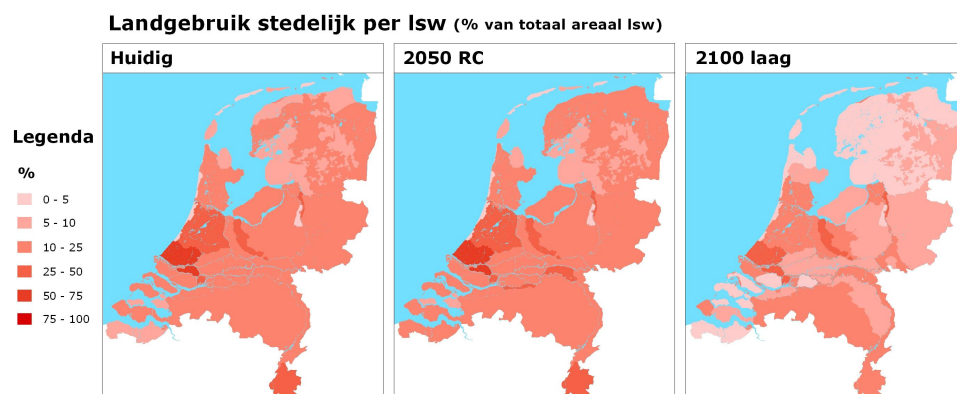 Landgebruik stedelijk per lsw (% van totaal areaal lsw)
Huidig
2050 RC
2100 laag
Legenda
%
0 - 5
5 - 10
10 - 25
25 - 50
50 - 75
75 - 100